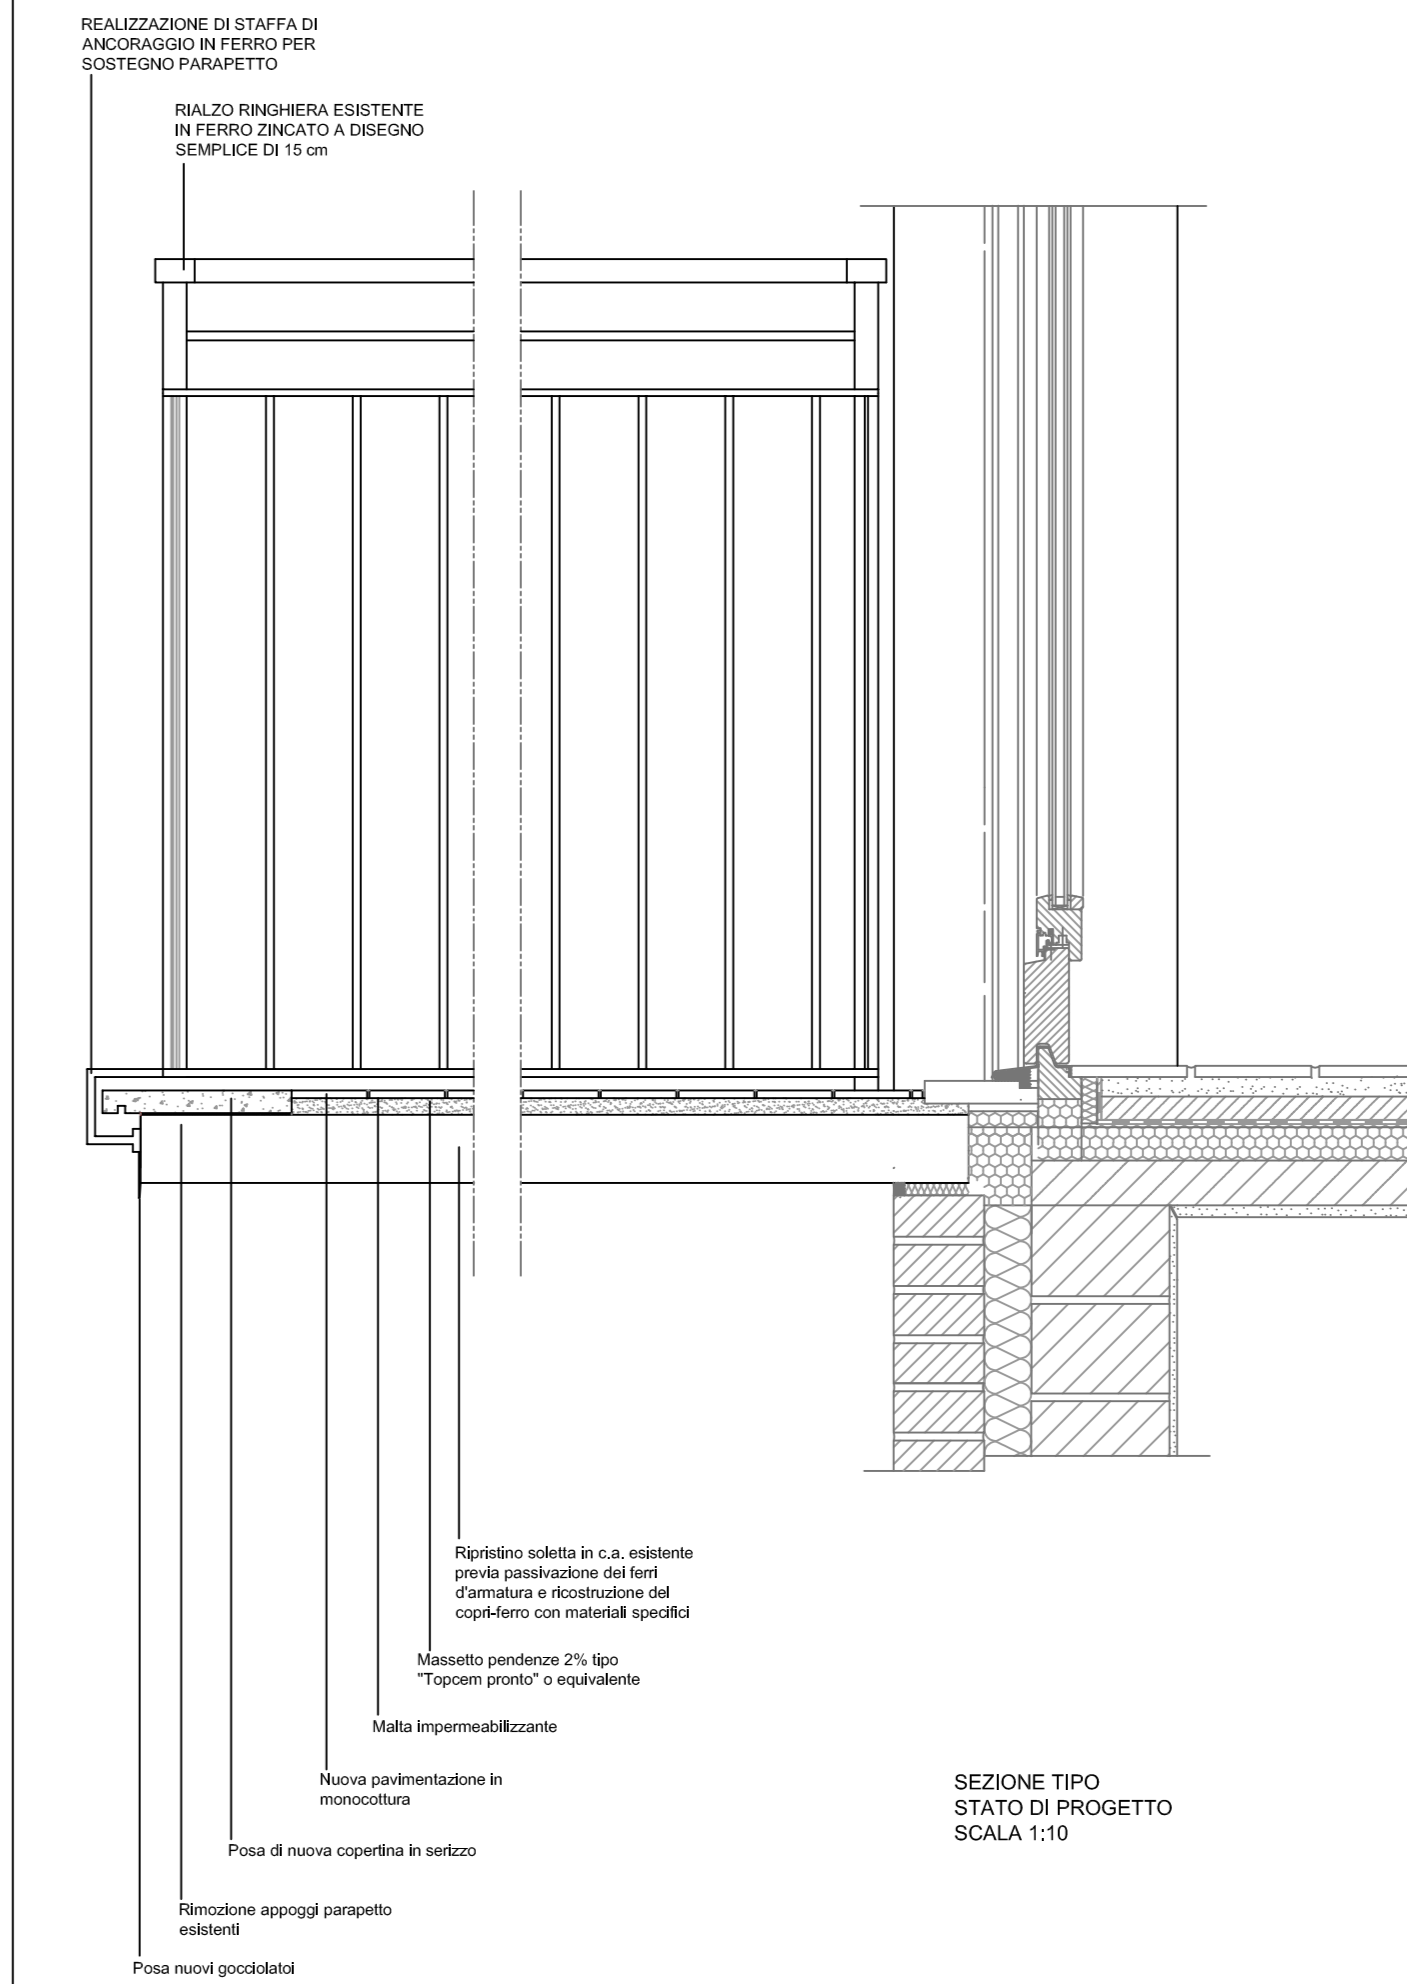 REALIZZAZIONE DI STAFFA DI
ANCORAGGIO IN FERRO PER
SOSTEGNO PARAPETTO
RIALZO RINGHIERA ESISTENTE
IN FERRO ZINCATO A DISEGNO
SEMPLICE DI 15 cm
Ripristino soletta in c.a. esistente
previa passivazione dei ferri
d'armatura e ricostruzione del
copri-ferro con materiali specifici
Massetto pendenze 2% tipo
"Topcem pronto" o equivalente
Malta impermeabilizzante
Nuova pavimentazione in
monocottura
Posa di nuova copertina in serizzo
Rimozione appoggi parapetto
esistenti
Posa nuovi gocciolatoi
SEZIONE TIPO
STATO DI PROGETTO
SCALA 1:10